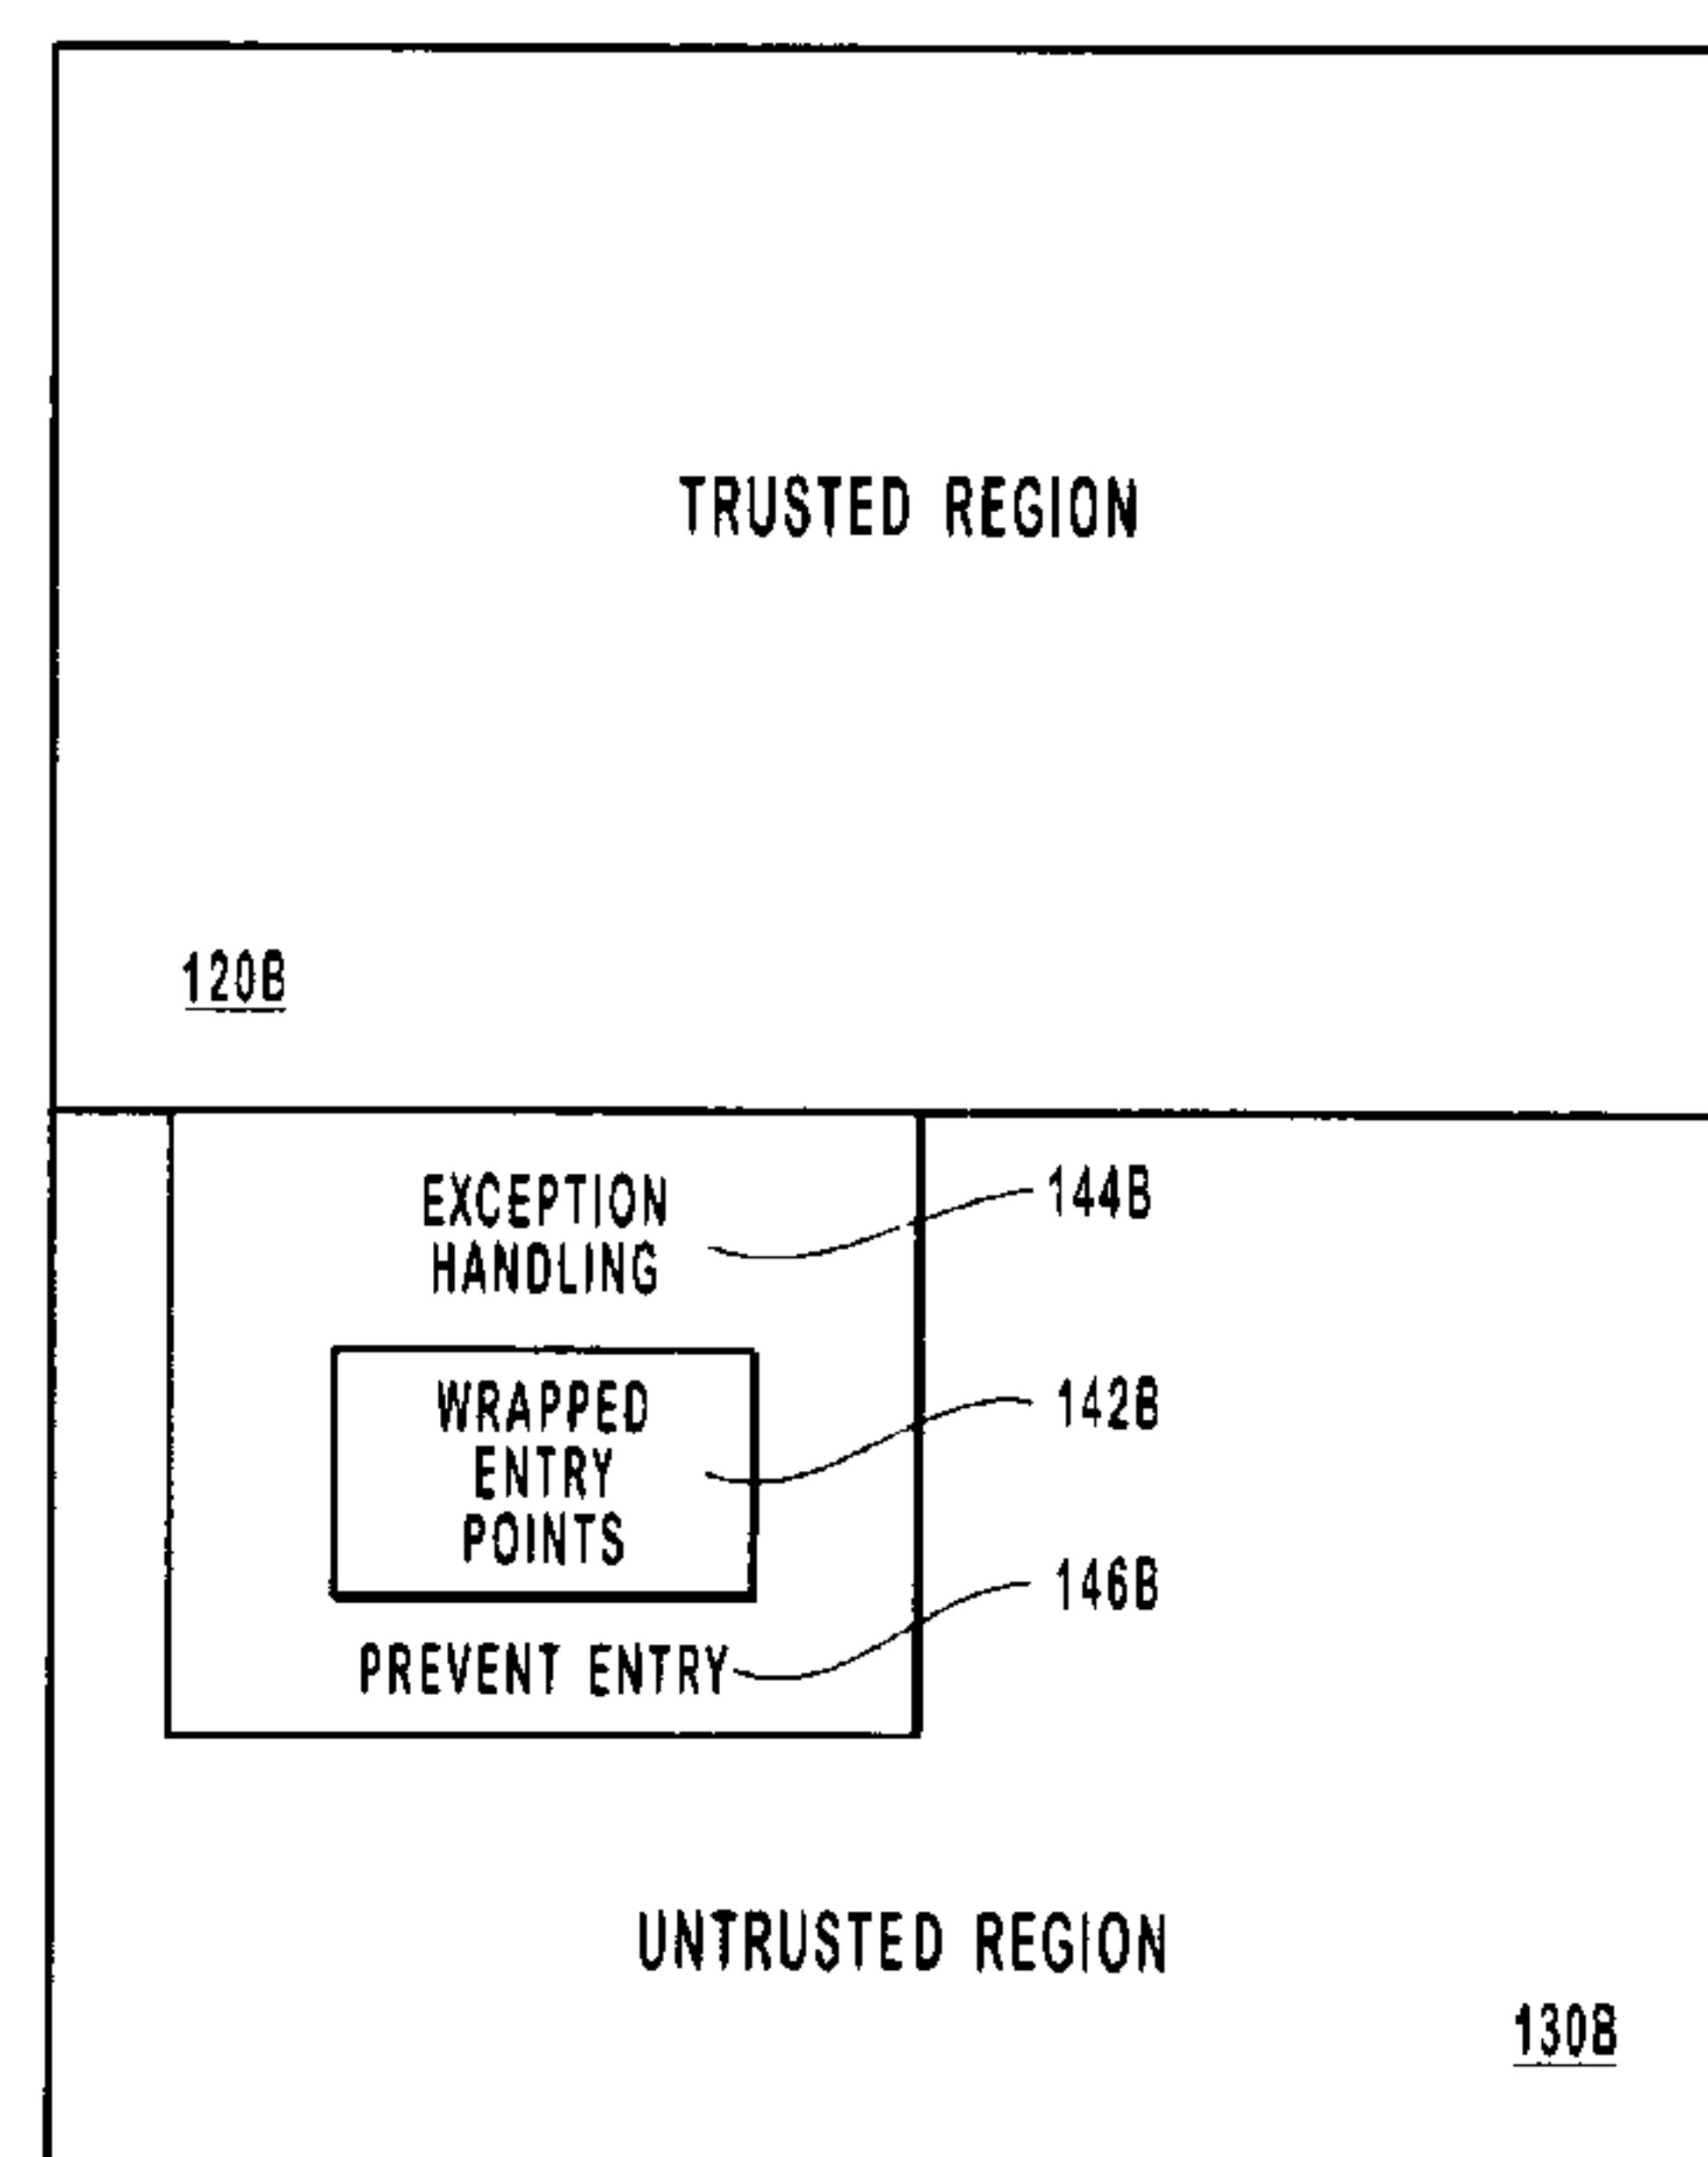 TRUSTED REGION
120B
EXCEPTION
HANDLING
144B
WRAPPED
ENTRY
POINTS
142B
PREVENT ENTRY
146B
UNTRUSTED REGION
130B